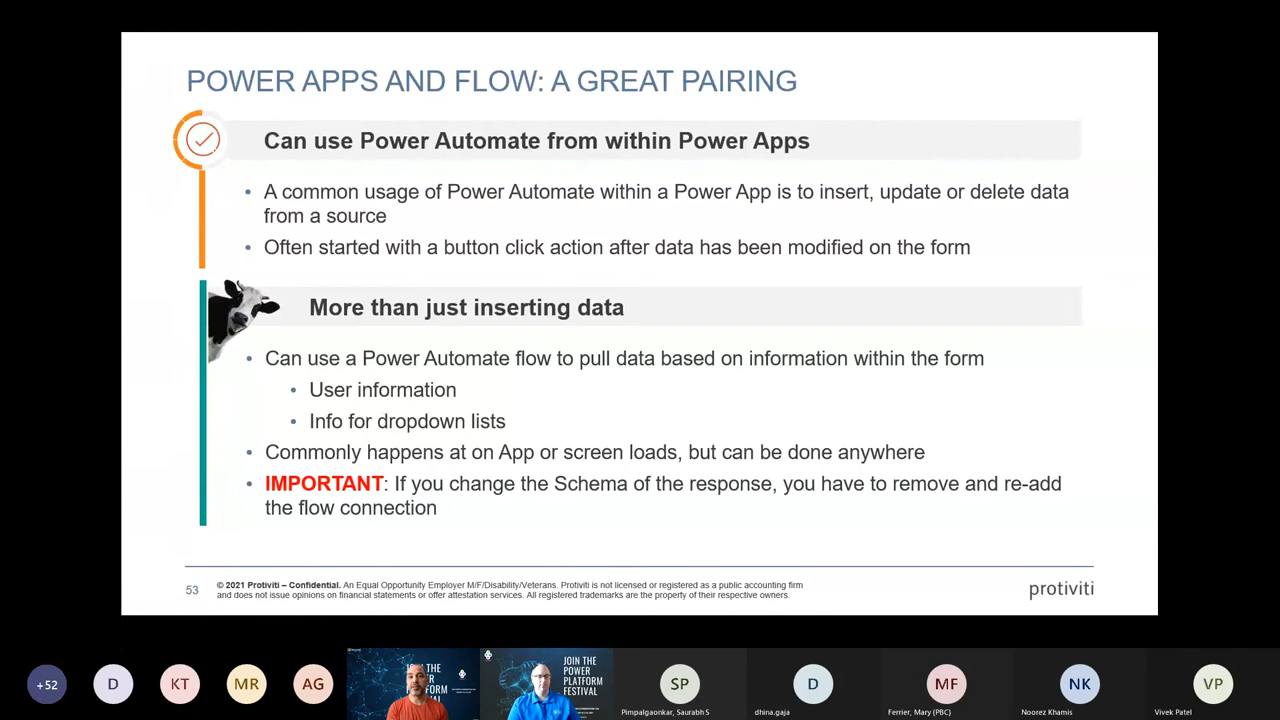 POWER APPS AND FLOW: A GREAT PAIRING
Can use Power Automate from within Power Apps
• A common usage of Power Automate within a Power App is to insert, update or delete data
from a source
• Often started with a button click action after data has been modified on the form
More than just inserting data
• Can use a Power Automate flow to pull data based on information within the form
• User information
• Info for dropdown lists
• Commonly happens at on App or screen loads, but can be done anywhere
• IMPORTANT: If you change the Schema of the response, you have to remove and re-add
the flow connection
53
© 2021 Protiviti – Confidential. An Equal Opportunity Employer M/F/Disability/Veterans. Protiviti is not licensed or registered as a public accounting firm
and does not issue opinions on financial statements or offer attestation services. All registered trademarks are the property of their respective owners.
protiviti
+52
D
KT
MR
AG
JOIN THE
POWER
PLATFORM
FESTIVAL
SP
Pimpalgaonkar, Saurabh S
D
dhina.gaja
MF
Ferrier, Mary (PBC)
NK
Noorez Khamis
VP
Vivek Patel